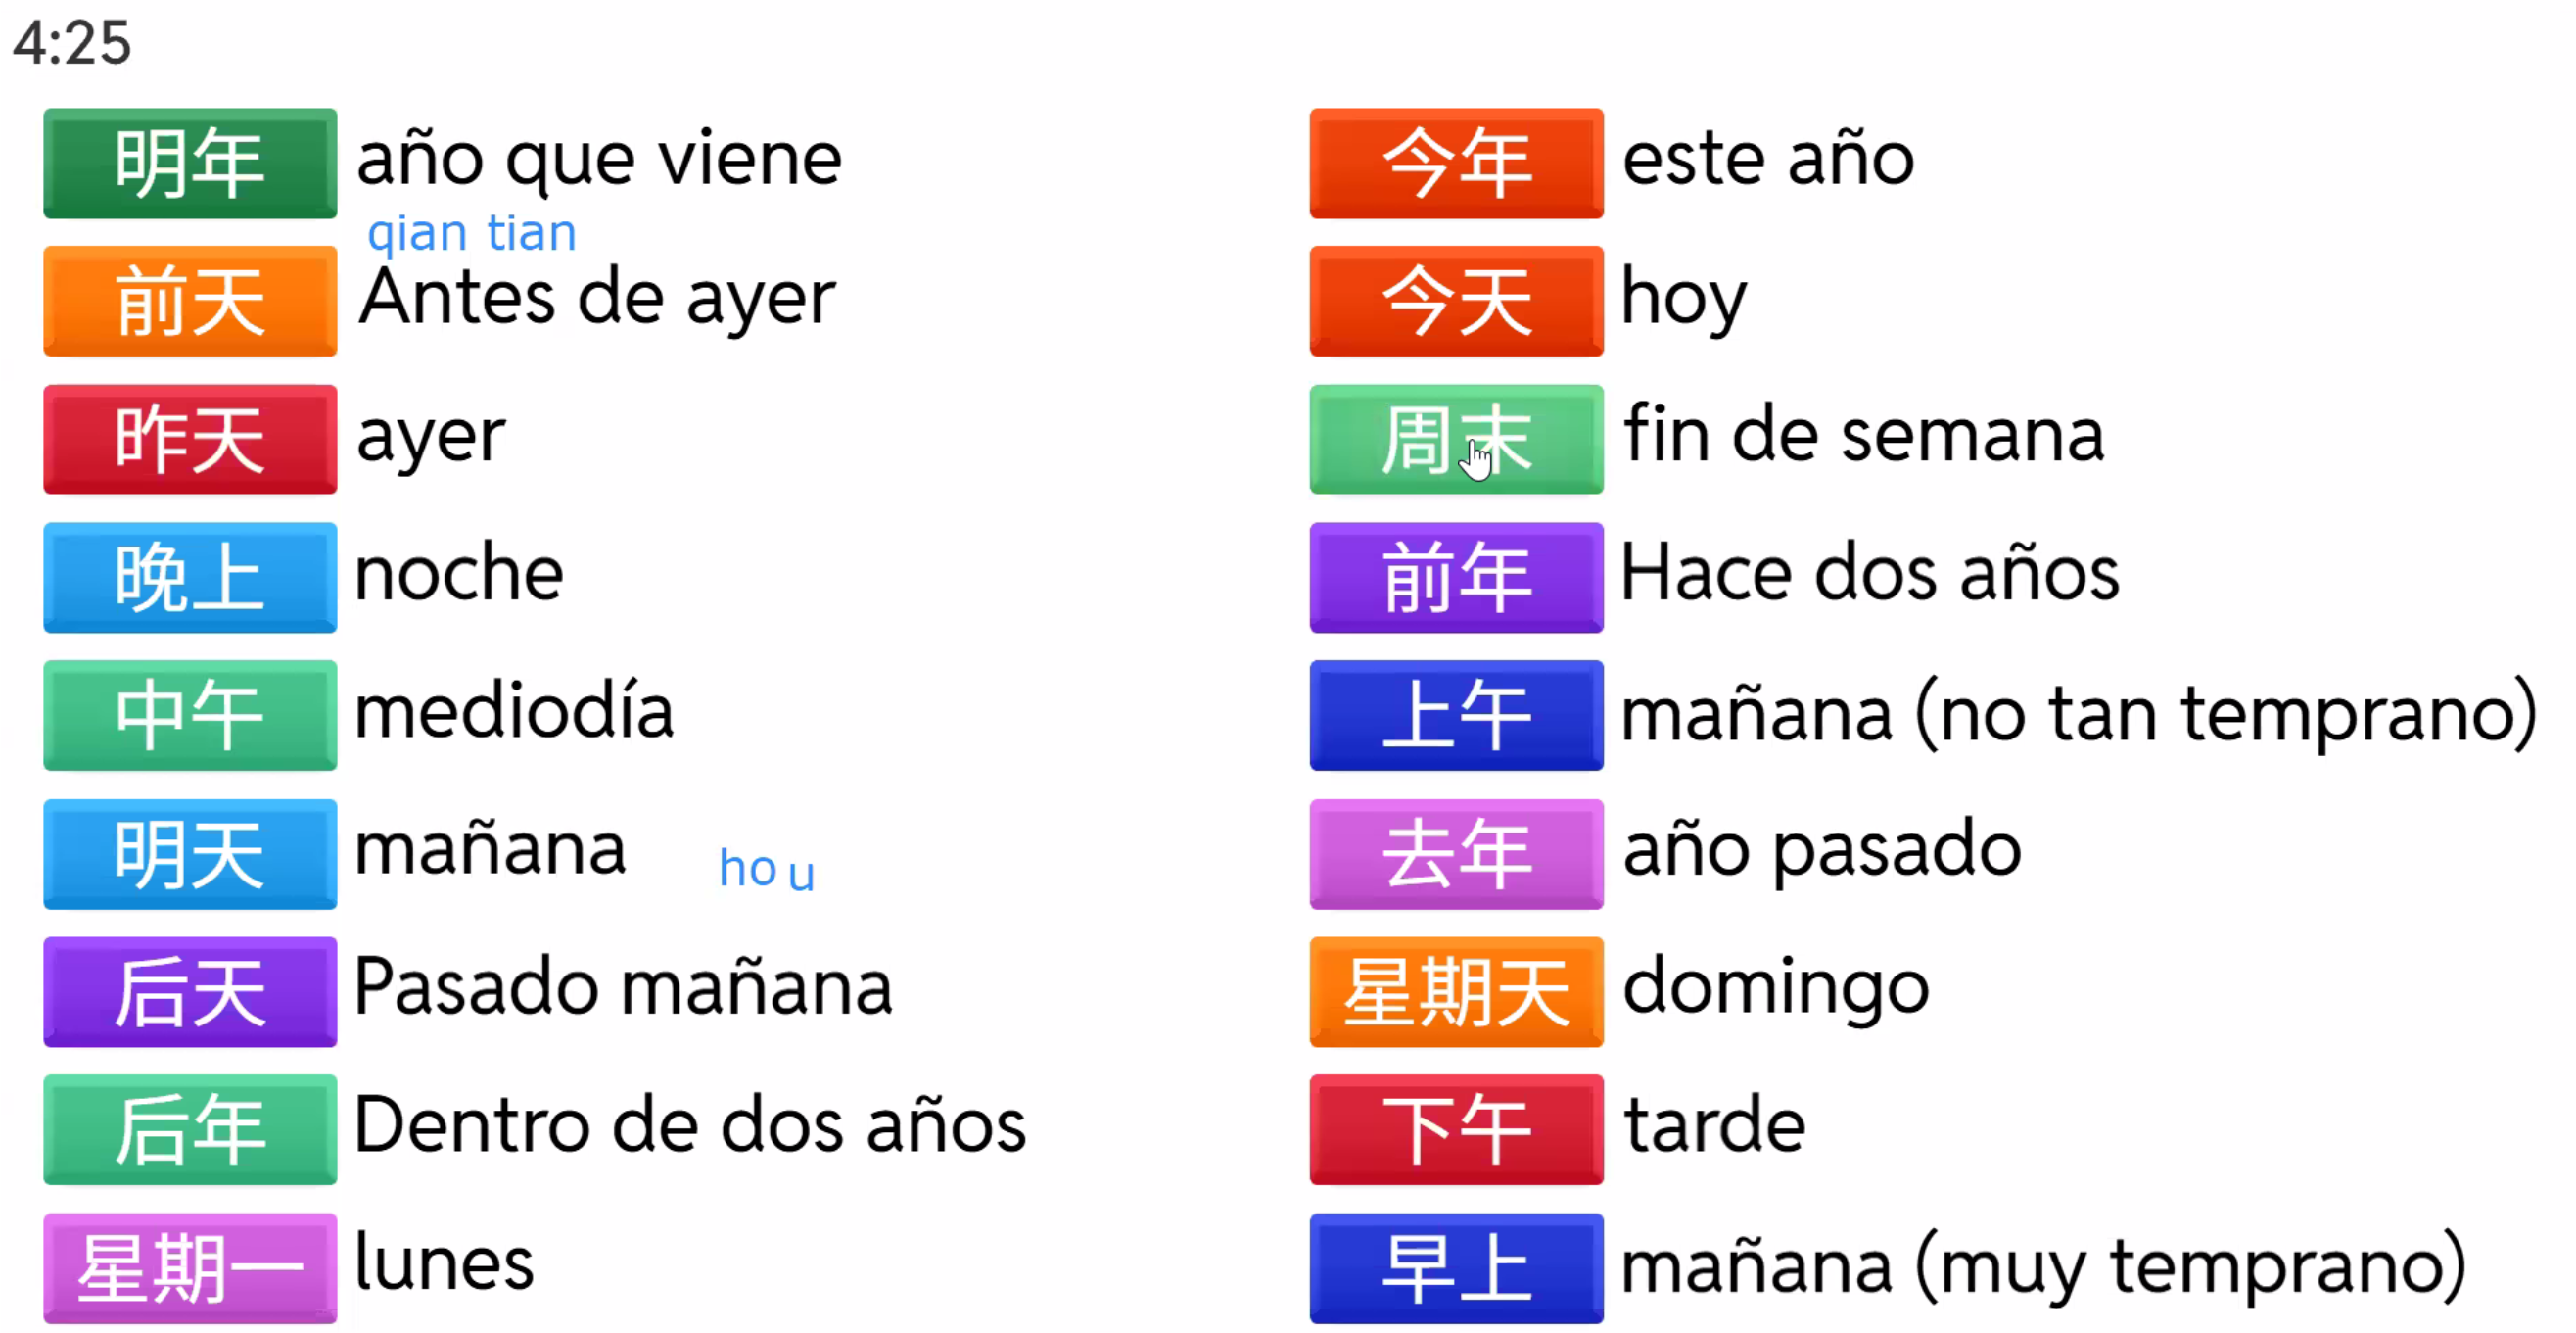 4:25
明年 año que viene
qian tian
前天 Antes de ayer
昨天 ayer
晚上 noche
中午 mediodía
明天 mañana
ho u
后天 Pasado mañana
后年 Dentro de dos años
星期一 lunes
今年 este año
今天 hoy
周末 fin de semana
前年 Hace dos años
上午 mañana (no tan temprano)
去年 año pasado
星期天 domingo
下午 tarde
早上 mañana (muy temprano)